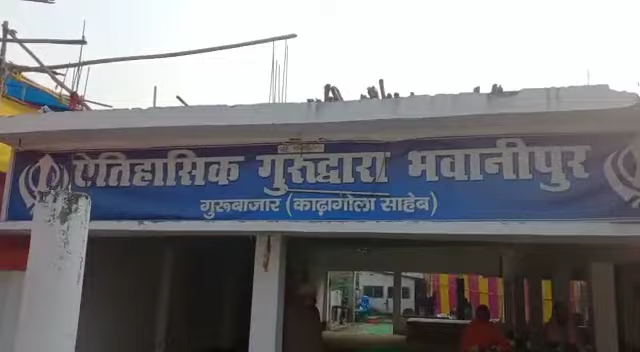 ऐतिहासिक गुरुद्वारा भवानीपुर
गुरूबाजार (काढ़ागोला साहेब)